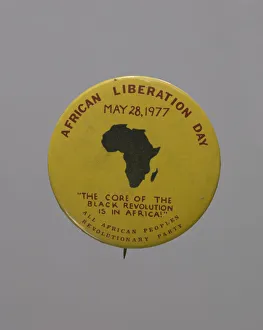 AFRICAN LIBERATION DAY
MAY 28, 1977
"THE CORE OF THE
BLACK REVOLUTION
IS IN AFRICA!"
ALL AFRICAN PEOPLES
REVOLUTIONARY PARTY